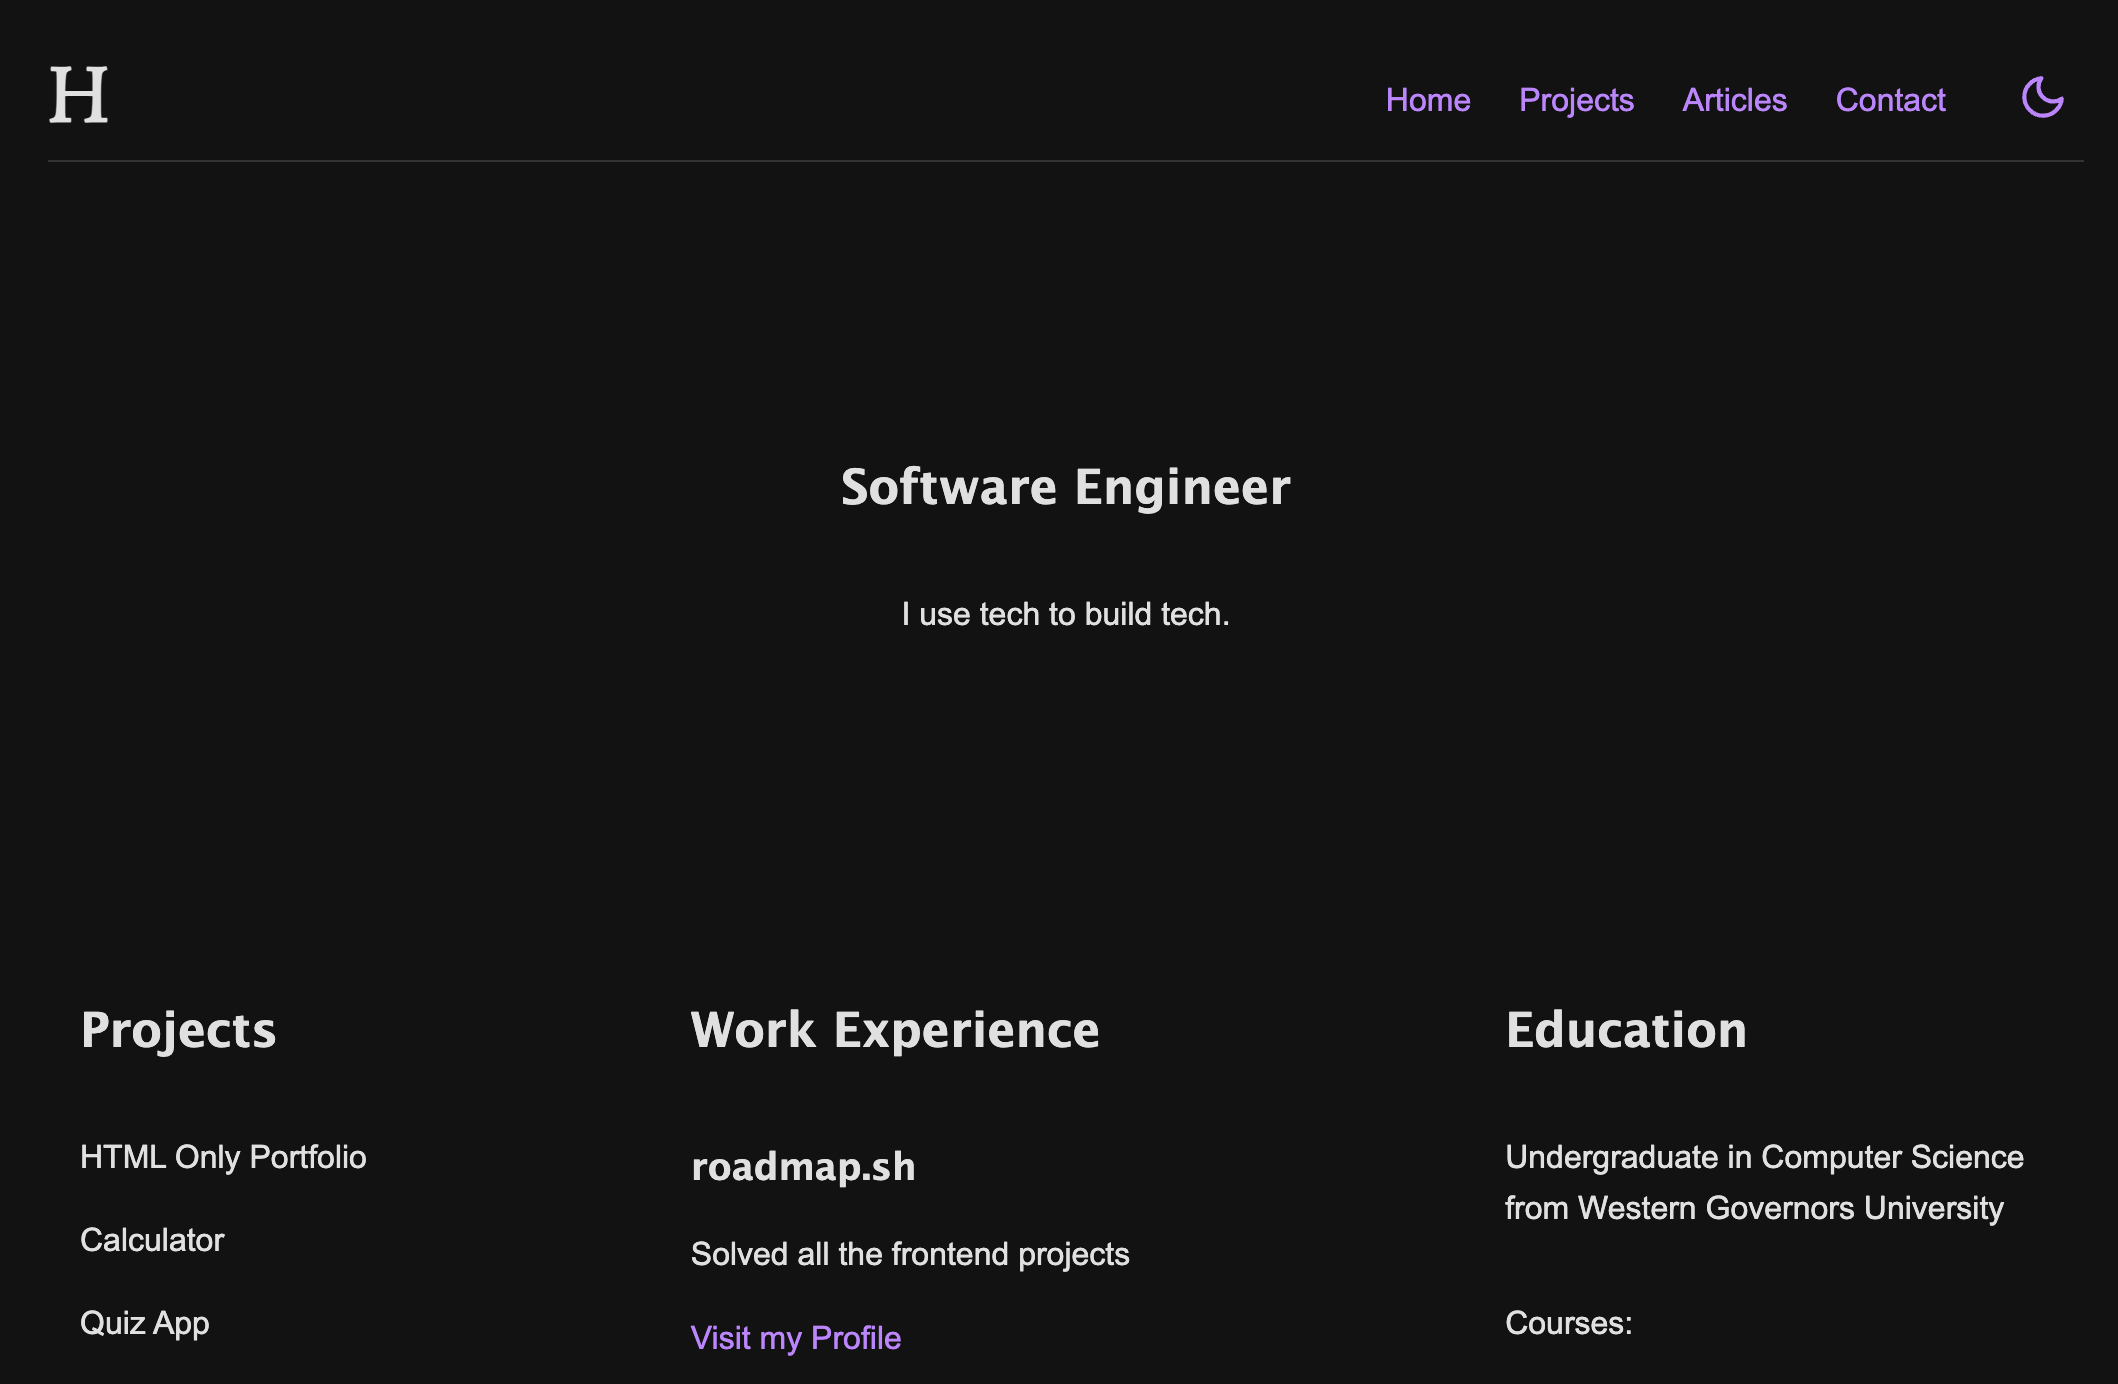 H
Home Projects Articles Contact
Software Engineer
I use tech to build tech.
Projects
HTML Only Portfolio
Calculator
Quiz App
Work Experience
roadmap.sh
Solved all the frontend projects
Visit my Profile
Education
Undergraduate in Computer Science
from Western Governors University
Courses: